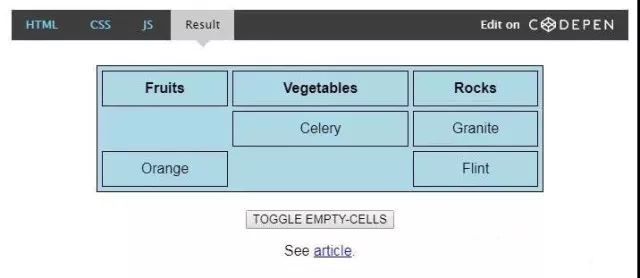 HTML CSS JS Result Edit on CODEPEN
Fruits Vegetables Rocks
Celery Granite
Orange Flint
TOGGLE EMPTY-CELLS
See article.